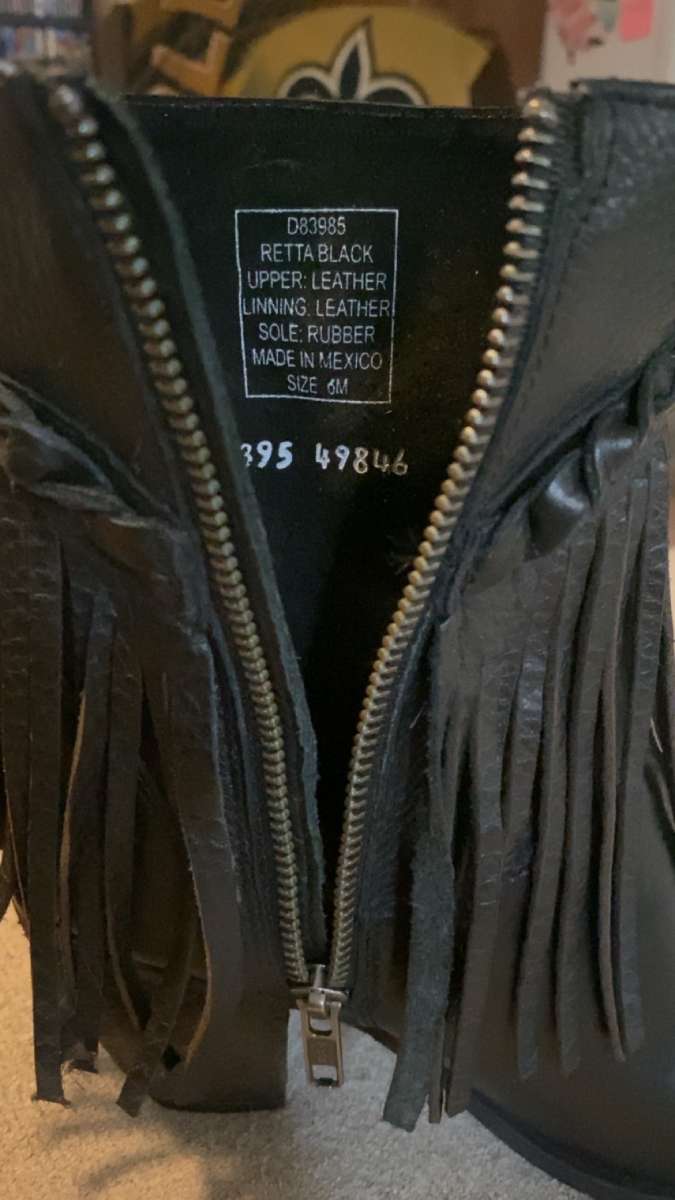 D83985
RETTA BLACK
UPPER: LEATHER
LINNING: LEATHER
SOLE: RUBBER
MADE IN MEXICO
SIZE 6M
395 49846